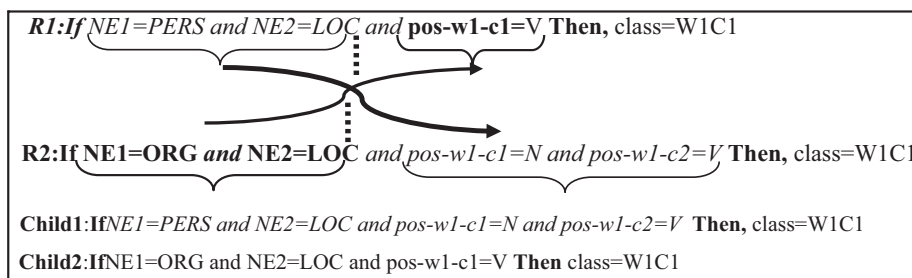 R1:If NE1=PERS and NE2=LOC and pos-w1-c1=V Then, class=W1C1
R2:If NE1=ORG and NE2=LOC and pos-w1-c1=N and pos-w1-c2=V Then, class=W1C1
Child1:IfNE1=PERS and NE2=LOC and pos-w1-c1=N and pos-w1-c2=V Then, class=W1C1
Child2:IfNE1=ORG and NE2=LOC and pos-w1-c1=V Then class=W1C1